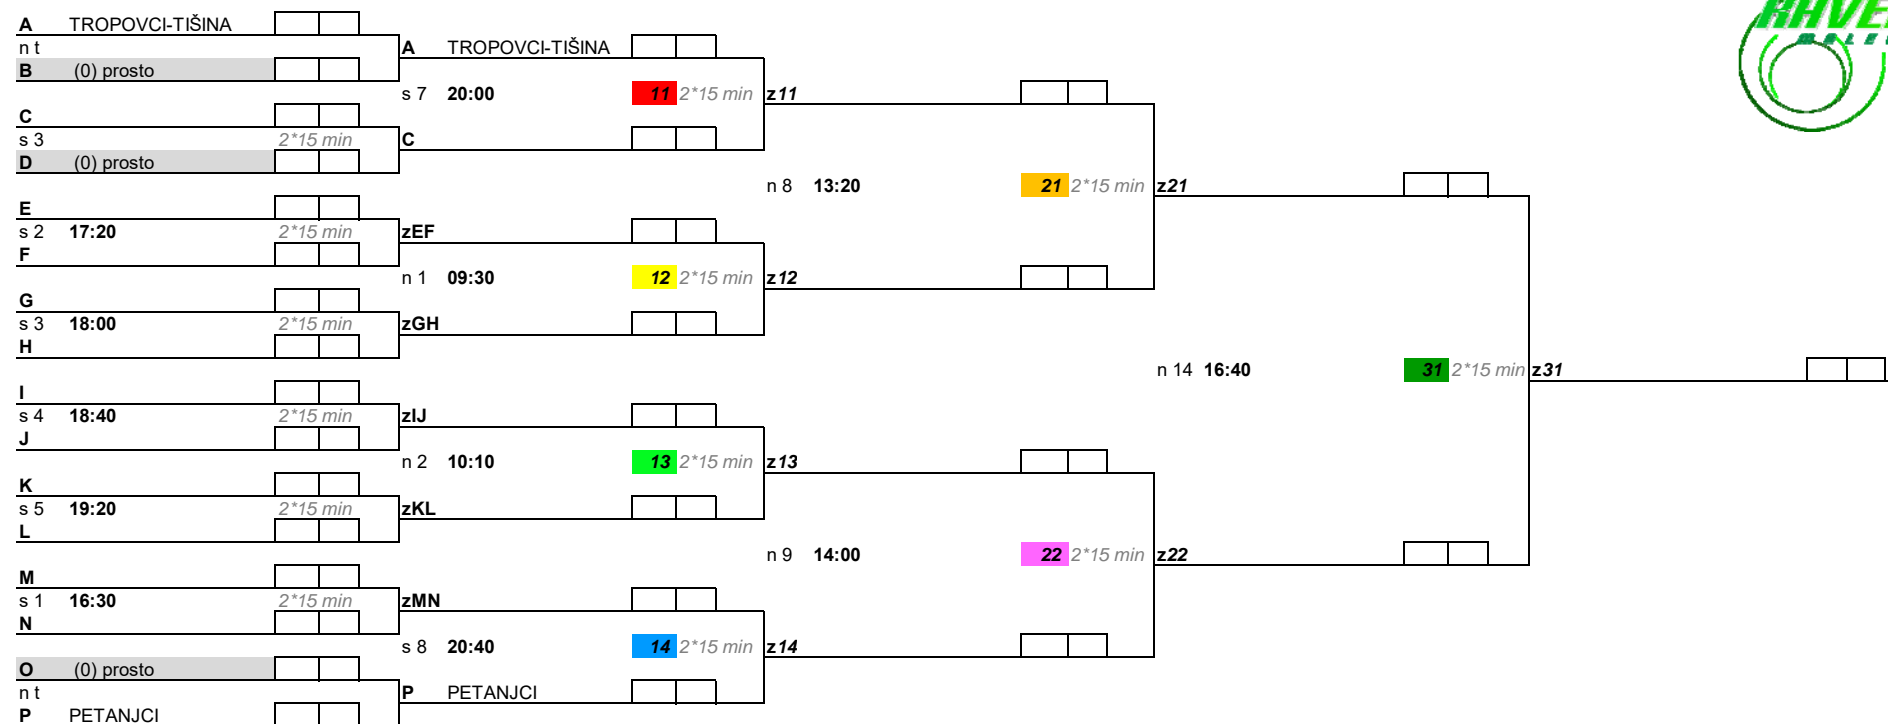 A TROPOVCI-TIŠINA
n t
B (0) prosto
A TROPOVCI-TIŠINA
s 7 20:00 11 2*15 min z11
C
s 3 2*15 min C
D (0) prosto
n 8 13:20 21 2*15 min z21
E
s 2 17:20 2*15 min zEF
F
n 1 09:30 12 2*15 min z12
G
s 3 18:00 2*15 min zGH
H
n 14 16:40 31 2*15 min z31
I
s 4 18:40 2*15 min zIJ
J
n 2 10:10 13 2*15 min z13
K
s 5 19:20 2*15 min zKL
L
n 9 14:00 22 2*15 min z22
M
s 1 16:30 2*15 min zMN
N
s 8 20:40 14 2*15 min z14
O (0) prosto
n t
P PETANJCI
P PETANJCI